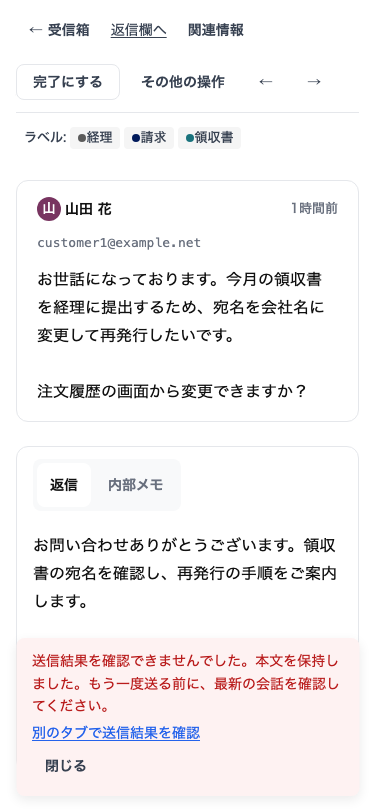 ← 受信箱 返信欄へ 関連情報
完了にする その他の操作 ← →
ラベル: ●経理 ●請求 ●領収書
山 山田 花 1時間前
customer1@example.net
お世話になっております。今月の領収書
を経理に提出するため、宛名を会社名に
変更して再発行したいです。
注文履歴の画面から変更できますか？
返信 内部メモ
お問い合わせありがとうございます。領収
書の宛名を確認し、再発行の手順をご案内
します。
送信結果を確認できませんでした。本文を保持し
ました。もう一度送る前に、最新の会話を確認し
てください。
別のタブで送信結果を確認
閉じる